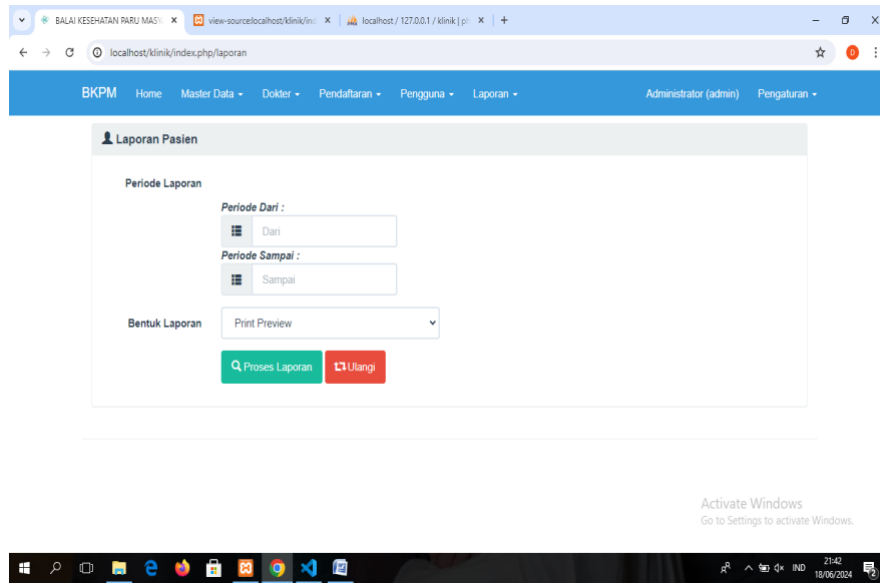 BALAI KESEHATAN PARU MASY
view-source:localhost/klinik/in
localhost / 127.0.0.1 / klinik | ph
localhost/klinik/index.php/laporan
D
BKPM Home Master Data Dokter Pendaftaran Pengguna Laporan Administrator (admin) Pengaturan
Laporan Pasien
Periode Laporan
Periode Dari :
Dari
Periode Sampai :
Sampai
Bentuk Laporan Print Preview
Proses Laporan Ulangi
Activate Windows
Go to Settings to activate Windows.
IND 21:42
18/06/2024